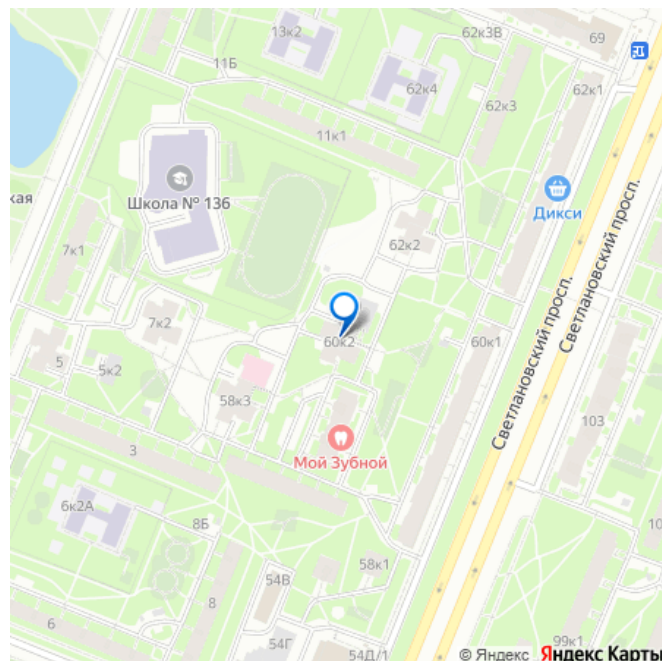 62к3В
69
13к2
11Б
62к4
62к3
62к1
11к1
Школа № 136
кая
Дикси
62к2
7к1
Светлановский просп.
Светлановский просп.
7к2
60к2
60к1
5
5к2
58к3
103
3
Мой Зубной
6к2А
8Б
58к1
54В
8
6
54Г
54Д/1
99к1
© Яндекс Яндекс Карты